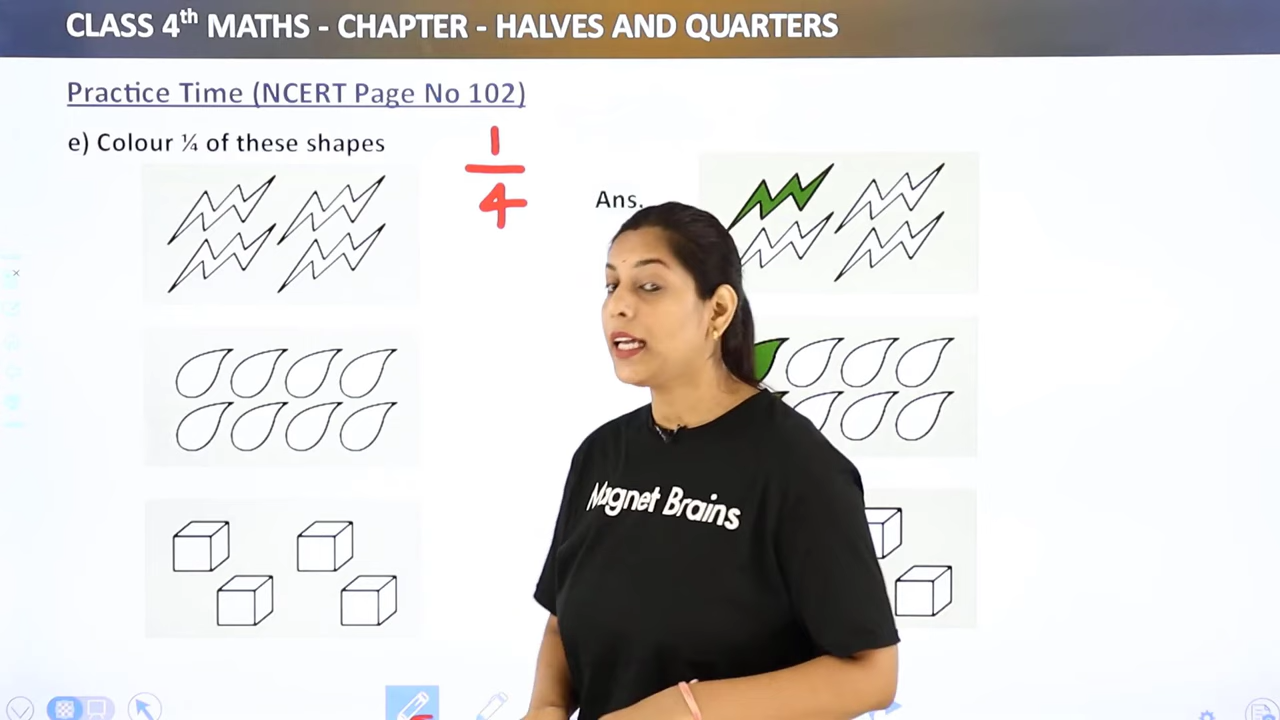 CLASS 4th MATHS - CHAPTER - HALVES AND QUARTERS
Practice Time (NCERT Page No 102)
e) Colour ¼ of these shapes
1
4
Ans.
Magnet Brains